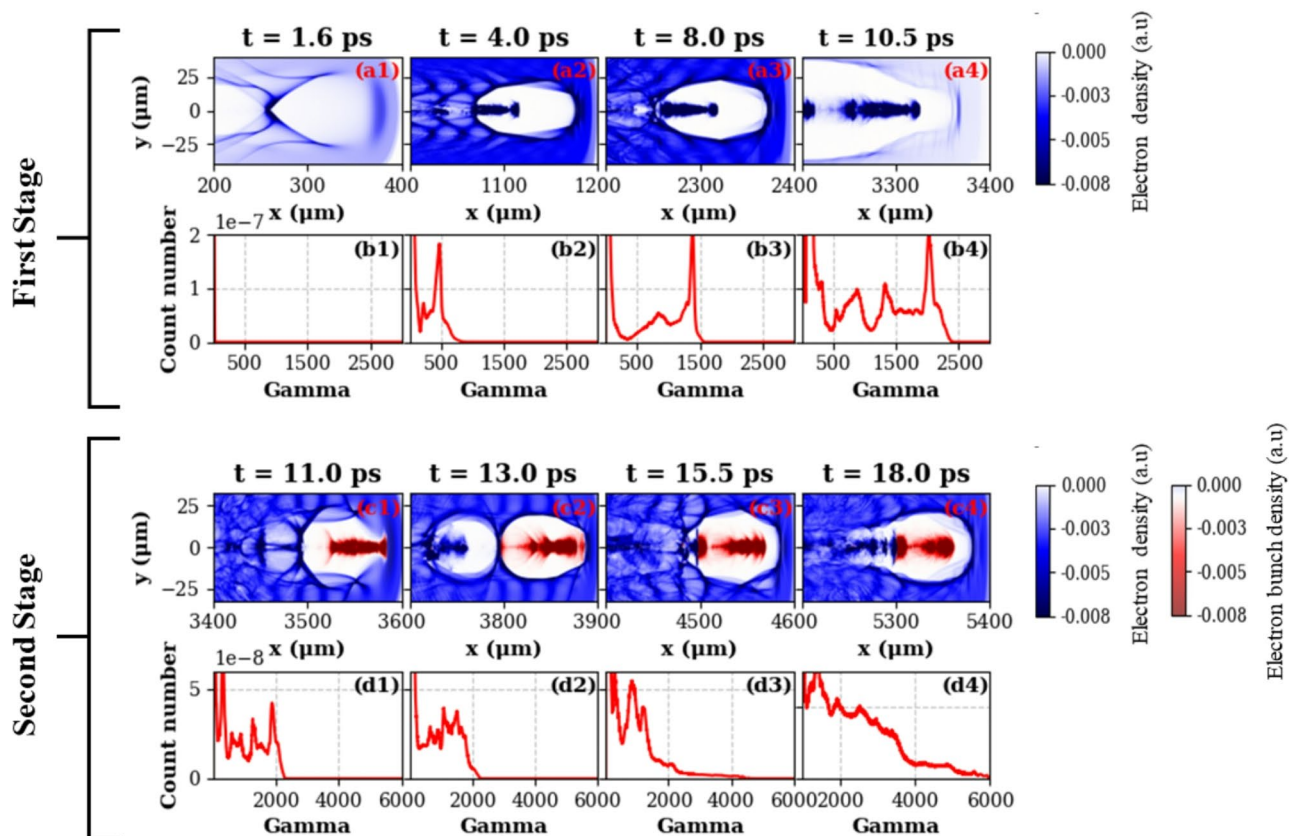 First Stage
t = 1.6 ps t = 4.0 ps t = 8.0 ps t = 10.5 ps
(a1) (a2) (a3) (a4)
y (µm)
25
0
−25
200 300 400 1100 1200 2300 2400 3300 3400
x (µm) x (µm) x (µm) x (µm)
0.000
-0.003
-0.005
-0.008
Electron density (a.u)
1e−7
Count number
2
1
0
(b1) (b2) (b3) (b4)
500 1500 2500 500 1500 2500 500 1500 2500 500 1500 2500
Gamma Gamma Gamma Gamma
Second Stage
t = 11.0 ps t = 13.0 ps t = 15.5 ps t = 18.0 ps
(c1) (c2) (c3) (c4)
y (µm)
25
0
−25
3400 3500 3600 3800 3900 4500 4600 5300 5400
x (µm) x (µm) x (µm) x (µm)
0.000
-0.003
-0.005
-0.008
Electron density (a.u)
0.000
-0.003
-0.005
-0.008
Electron bunch density (a.u)
1e−8
Count number
5
0
(d1) (d2) (d3) (d4)
2000 4000 6000 2000 4000 6000 2000 4000 6000 2000 4000 6000
Gamma Gamma Gamma Gamma